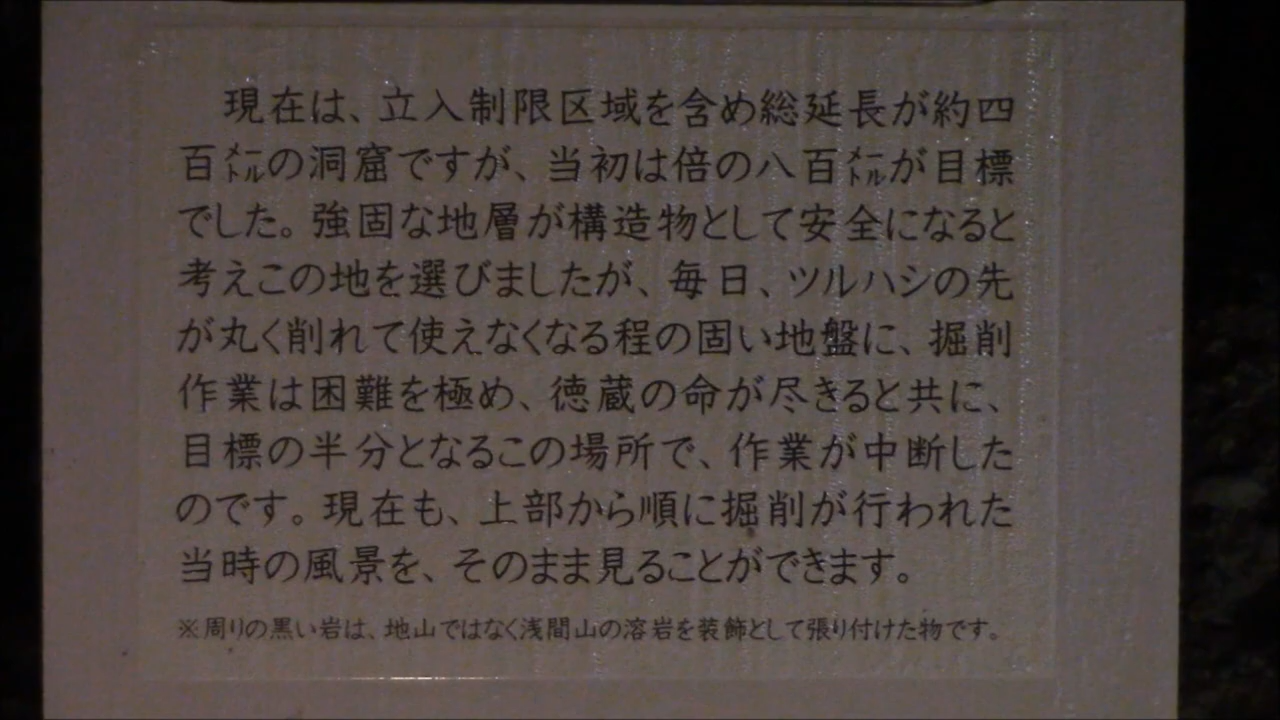 現在は、立入制限区域を含め総延長が約四
百㍍の洞窟ですが、当初は倍の八百㍍が目標
でした。強固な地層が構造物として安全になると
考えこの地を選びましたが、毎日、ツルハシの先
が丸く削れて使えなくなる程の固い地盤に、掘削
作業は困難を極め、徳蔵の命が尽きると共に、
目標の半分となるこの場所で、作業が中断した
のです。現在も、上部から順に掘削が行われた
当時の風景を、そのまま見ることができます。
※周りの黒い岩は、地山ではなく浅間山の溶岩を装飾として張り付けた物です。